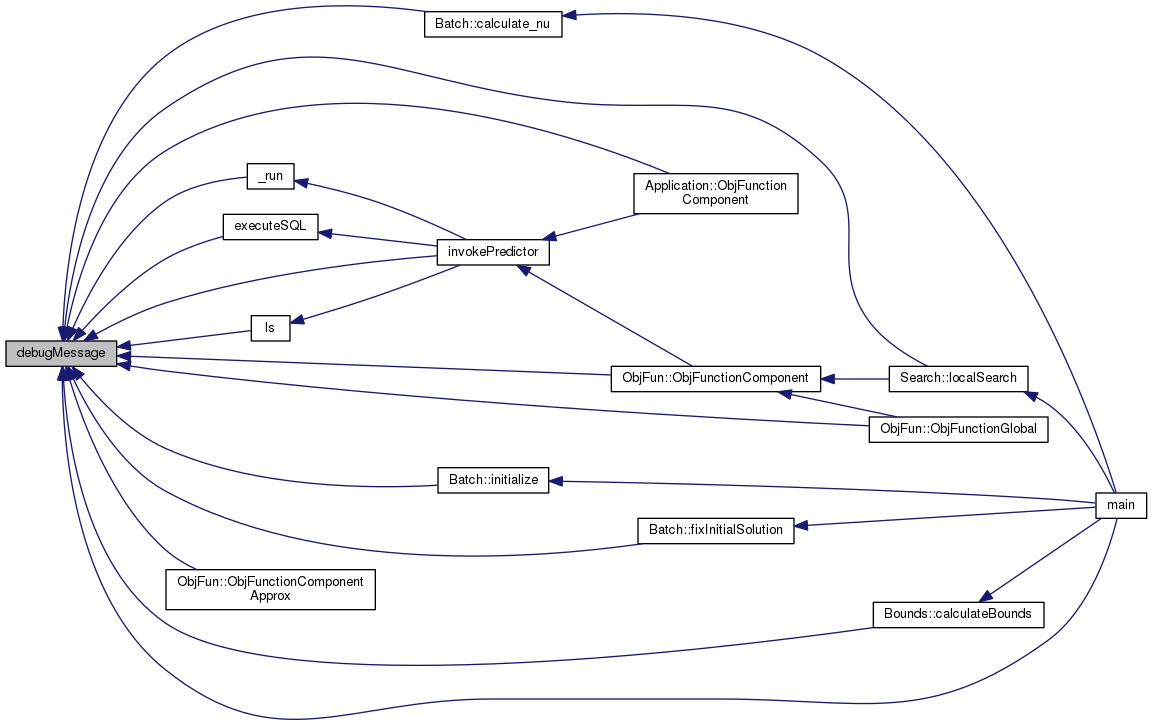 Batch::calculate_nu
_run
Application::ObjFunction
Component
executeSQL
invokePredictor
ls
debugMessage
ObjFun::ObjFunctionComponent
Search::localSearch
ObjFun::ObjFunctionGlobal
Batch::initialize
main
Batch::fixInitialSolution
ObjFun::ObjFunctionComponent
Approx
Bounds::calculateBounds